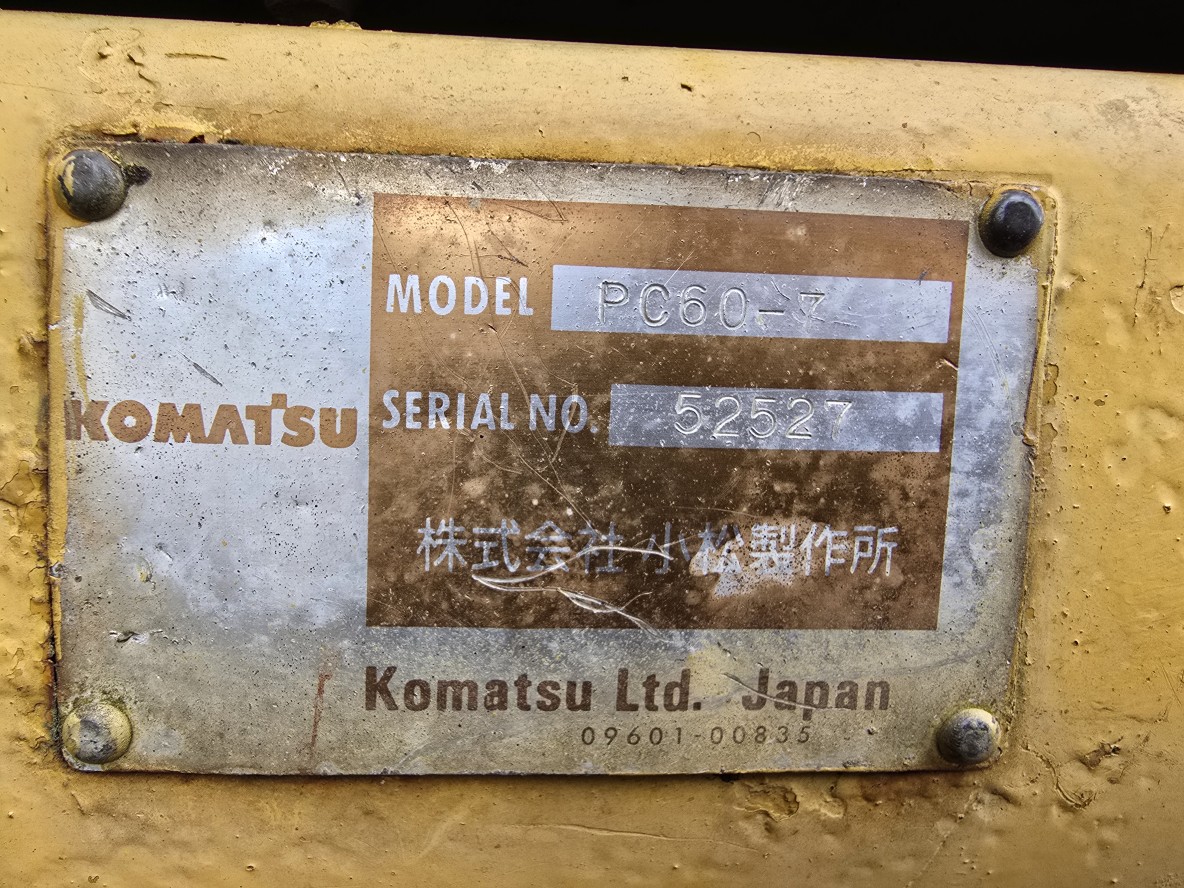 KOMATSU
MODEL PC60-7
SERIAL NO. 52527
株式会社 小松製作所
Komatsu Ltd. Japan
09601-00835